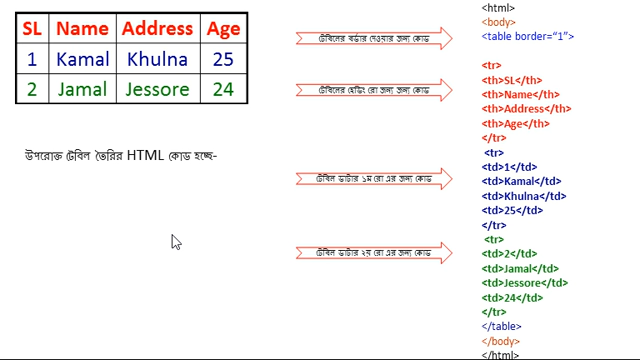 SL Name Address Age
1 Kamal Khulna 25
2 Jamal Jessore 24
উপরোক্ত টেবিল তৈরির HTML কোড হচ্ছে-
টেবিলের বর্ডার দেওয়ার জন্য কোড
টেবিলের হেডিং রো জন্য জন্য কোড
টেবিল ডাটার ১ম রো এর জন্য কোড
টেবিল ডাটার ২য় রো এর জন্য কোড
<html>
<body>
<table border=“1”>
<tr>
<th>SL</th>
<th>Name</th>
<th>Address</th>
<th>Age</th>
</tr>
<tr>
<td>1</td>
<td>Kamal</td>
<td>Khulna</td>
<td>25</td>
</tr>
<tr>
<td>2</td>
<td>Jamal</td>
<td>Jessore</td>
<td>24</td>
</tr>
</table>
</body>
</html>